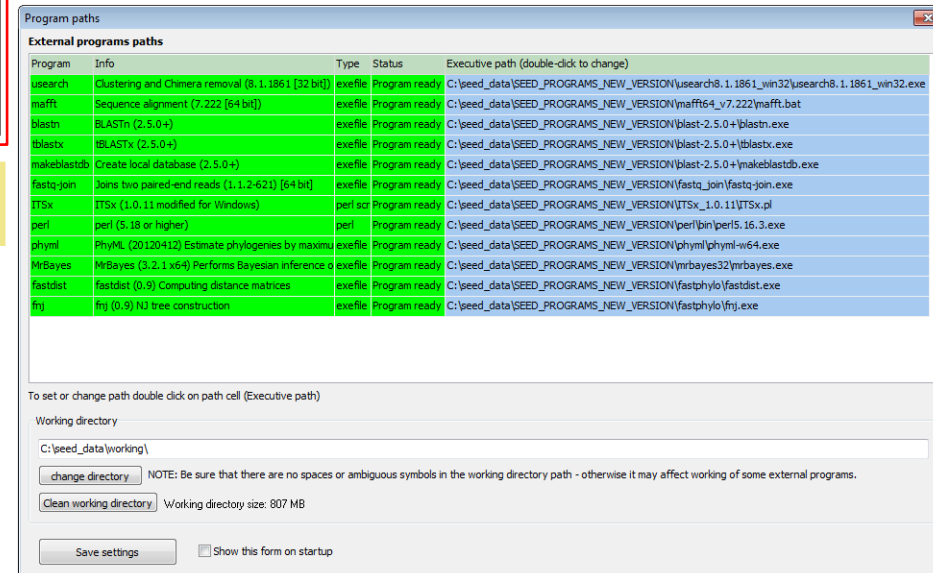 Program paths
External programs paths
Program Info Type Status Executive path (double-click to change)
usearch Clustering and Chimera removal (8.1.1861 [32 bit]) exefile Program ready C:\seed_data\SEED_PROGRAMS_NEW_VERSION\usearch8.1.1861_win32\usearch8.1.1861_win32.exe
mafft Sequence alignment (7.222 [64 bit]) exefile Program ready C:\seed_data\SEED_PROGRAMS_NEW_VERSION\mafft64_v7.222\mafft.bat
blastn BLASTn (2.5.0+) exefile Program ready C:\seed_data\SEED_PROGRAMS_NEW_VERSION\blast-2.5.0+\blastn.exe
tblastx tBLASTx (2.5.0+) exefile Program ready C:\seed_data\SEED_PROGRAMS_NEW_VERSION\blast-2.5.0+\tblastx.exe
makeblastdb Create local database (2.5.0+) exefile Program ready C:\seed_data\SEED_PROGRAMS_NEW_VERSION\blast-2.5.0+\makeblastdb.exe
fastq-join Joins two paired-end reads (1.1.2-621) [64 bit] exefile Program ready C:\seed_data\SEED_PROGRAMS_NEW_VERSION\fastq_join\fastq-join.exe
ITSx ITSx (1.0.11 modified for Windows) perl scr Program ready C:\seed_data\SEED_PROGRAMS_NEW_VERSION\ITSx_1.0.11\ITSx.pl
perl perl (5.18 or higher) perl Program ready C:\seed_data\SEED_PROGRAMS_NEW_VERSION\perl\bin\perl5.16.3.exe
phyml PhyML (20120412) Estimate phylogenies by maximu exefile Program ready C:\seed_data\SEED_PROGRAMS_NEW_VERSION\phyml\phyml-w64.exe
MrBayes MrBayes (3.2.1 x64) Performs Bayesian inference o exefile Program ready C:\seed_data\SEED_PROGRAMS_NEW_VERSION\mrbayes32\mrbayes.exe
fastdist fastdist (0.9) Computing distance matrices exefile Program ready C:\seed_data\SEED_PROGRAMS_NEW_VERSION\fastphylo\fastdist.exe
fnj fnj (0.9) NJ tree construction exefile Program ready C:\seed_data\SEED_PROGRAMS_NEW_VERSION\fastphylo\fnj.exe
To set or change path double click on path cell (Executive path)
Working directory
C:\seed_data\working\
change directory NOTE: Be sure that there are no spaces or ambiguous symbols in the working directory path - otherwise it may affect working of some external programs.
Clean working directory Working directory size: 807 MB
Save settings Show this form on startup